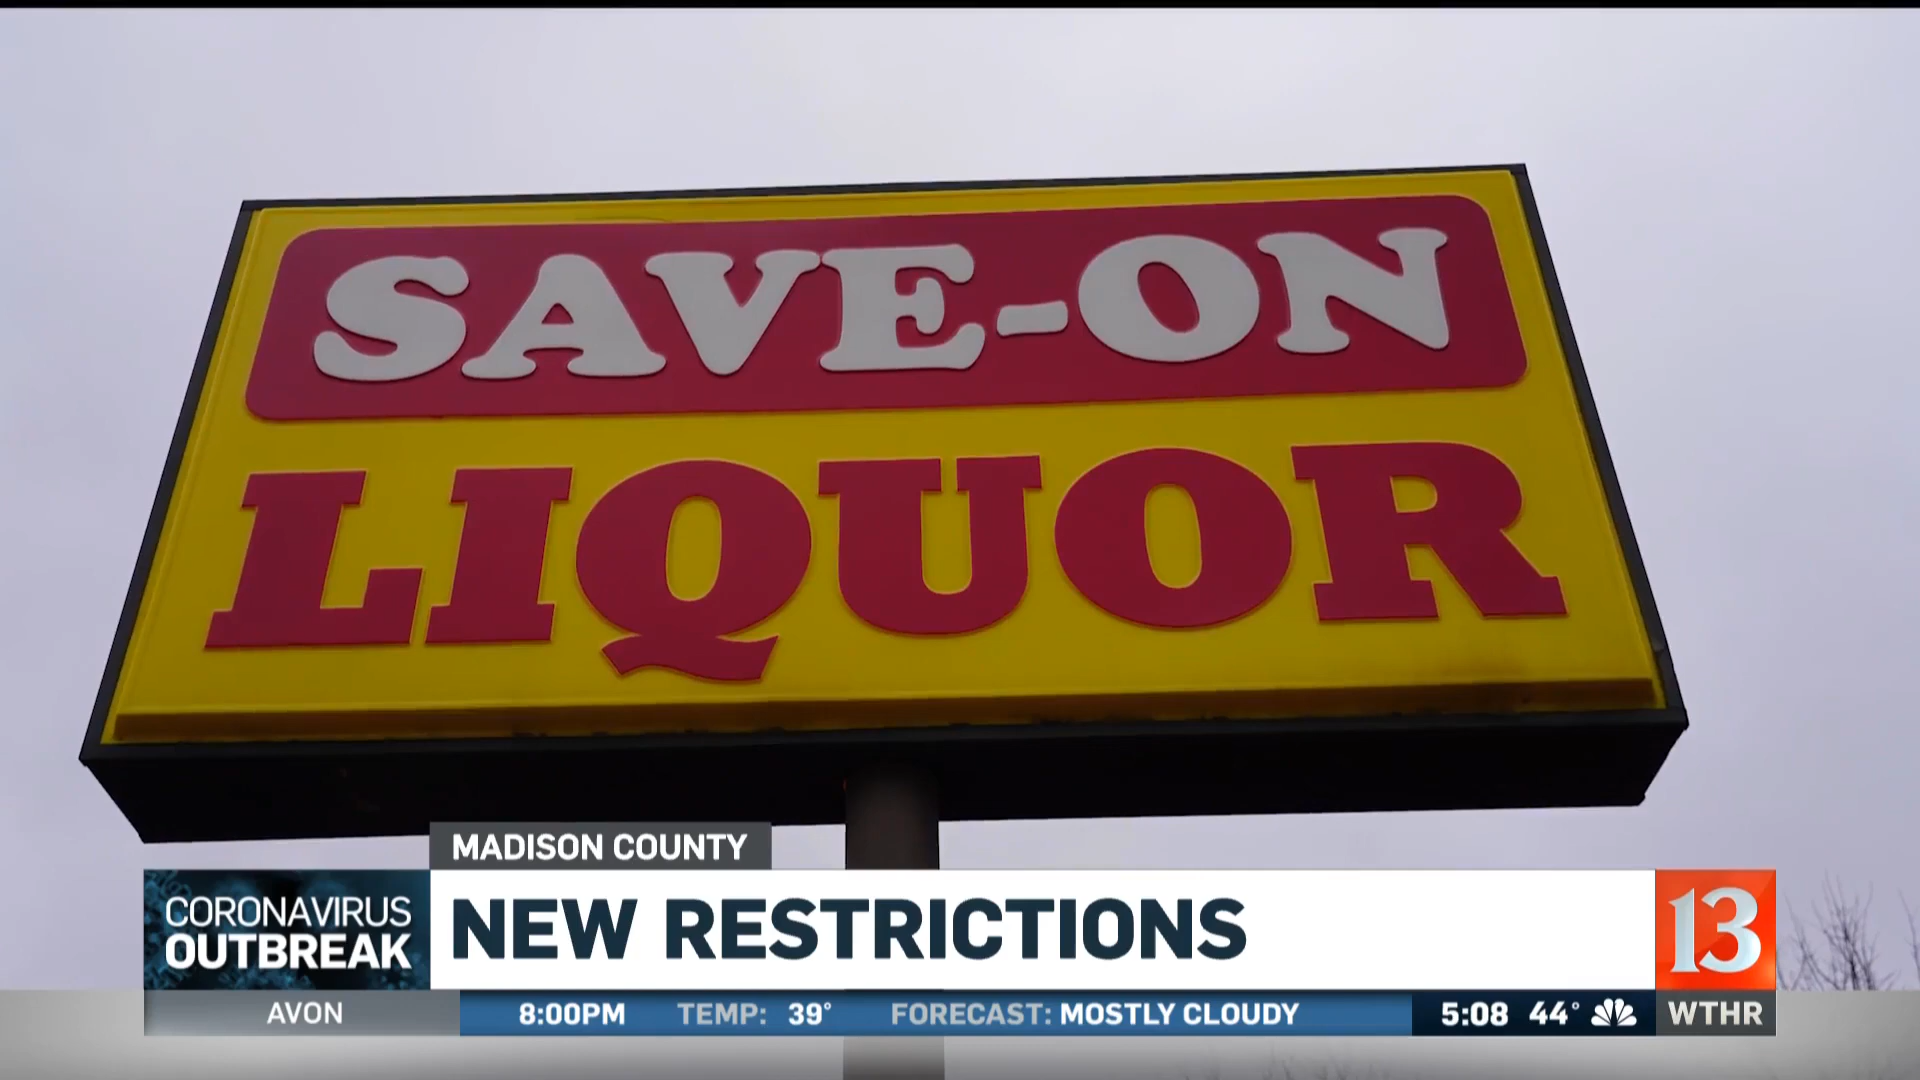 SAVE-ON
LIQUOR
MADISON COUNTY
CORONAVIRUS
OUTBREAK
NEW RESTRICTIONS
13
AVON
8:00PM TEMP: 39° FORECAST: MOSTLY CLOUDY
5:08 44° WTHR